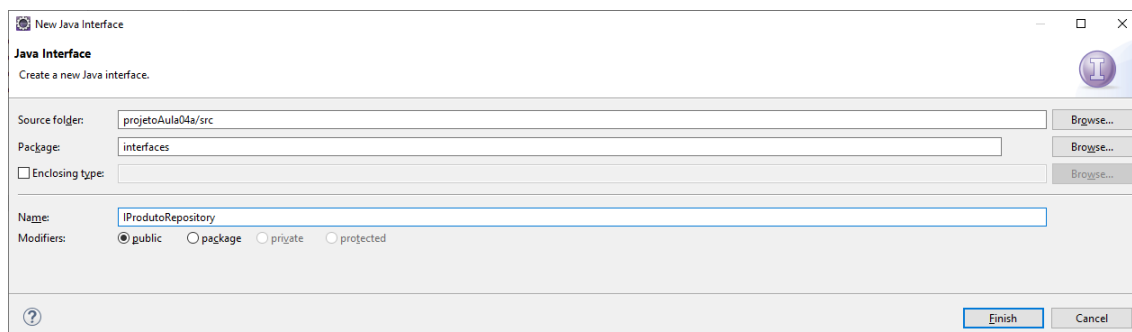 New Java Interface
Java Interface
Create a new Java interface.
I
Source folder: projetoAula04a/src Browse...
Package: interfaces Browse...
Enclosing type: Browse...
Name: IProdutoRepository
Modifiers: public package private protected
? Finish Cancel